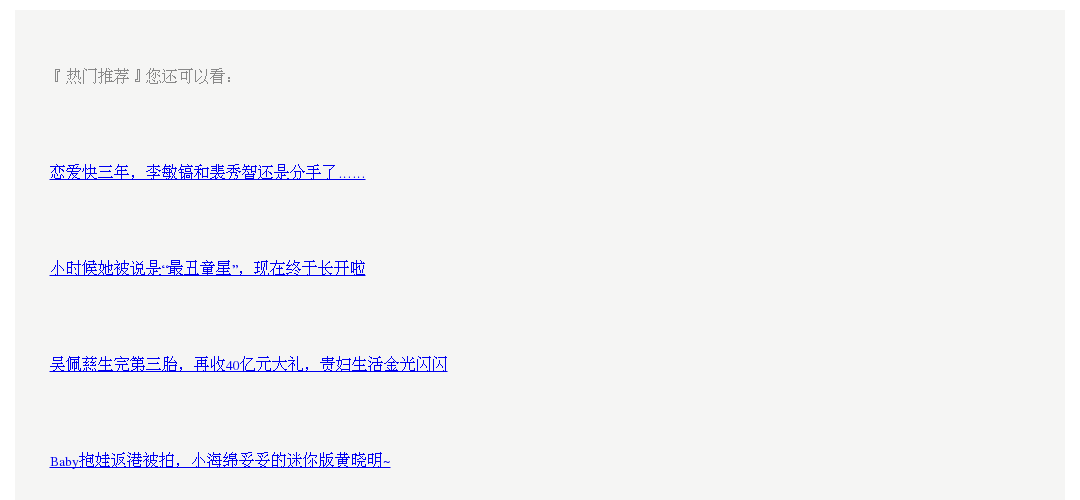 『 热门推荐 』您还可以看：
恋爱快三年，李敏镐和裴秀智还是分手了……
小时候她被说是“最丑童星”，现在终于长开啦
吴佩慈生完第三胎，再收40亿元大礼，贵妇生活金光闪闪
Baby抱娃返港被拍，小海绵妥妥的迷你版黄晓明~